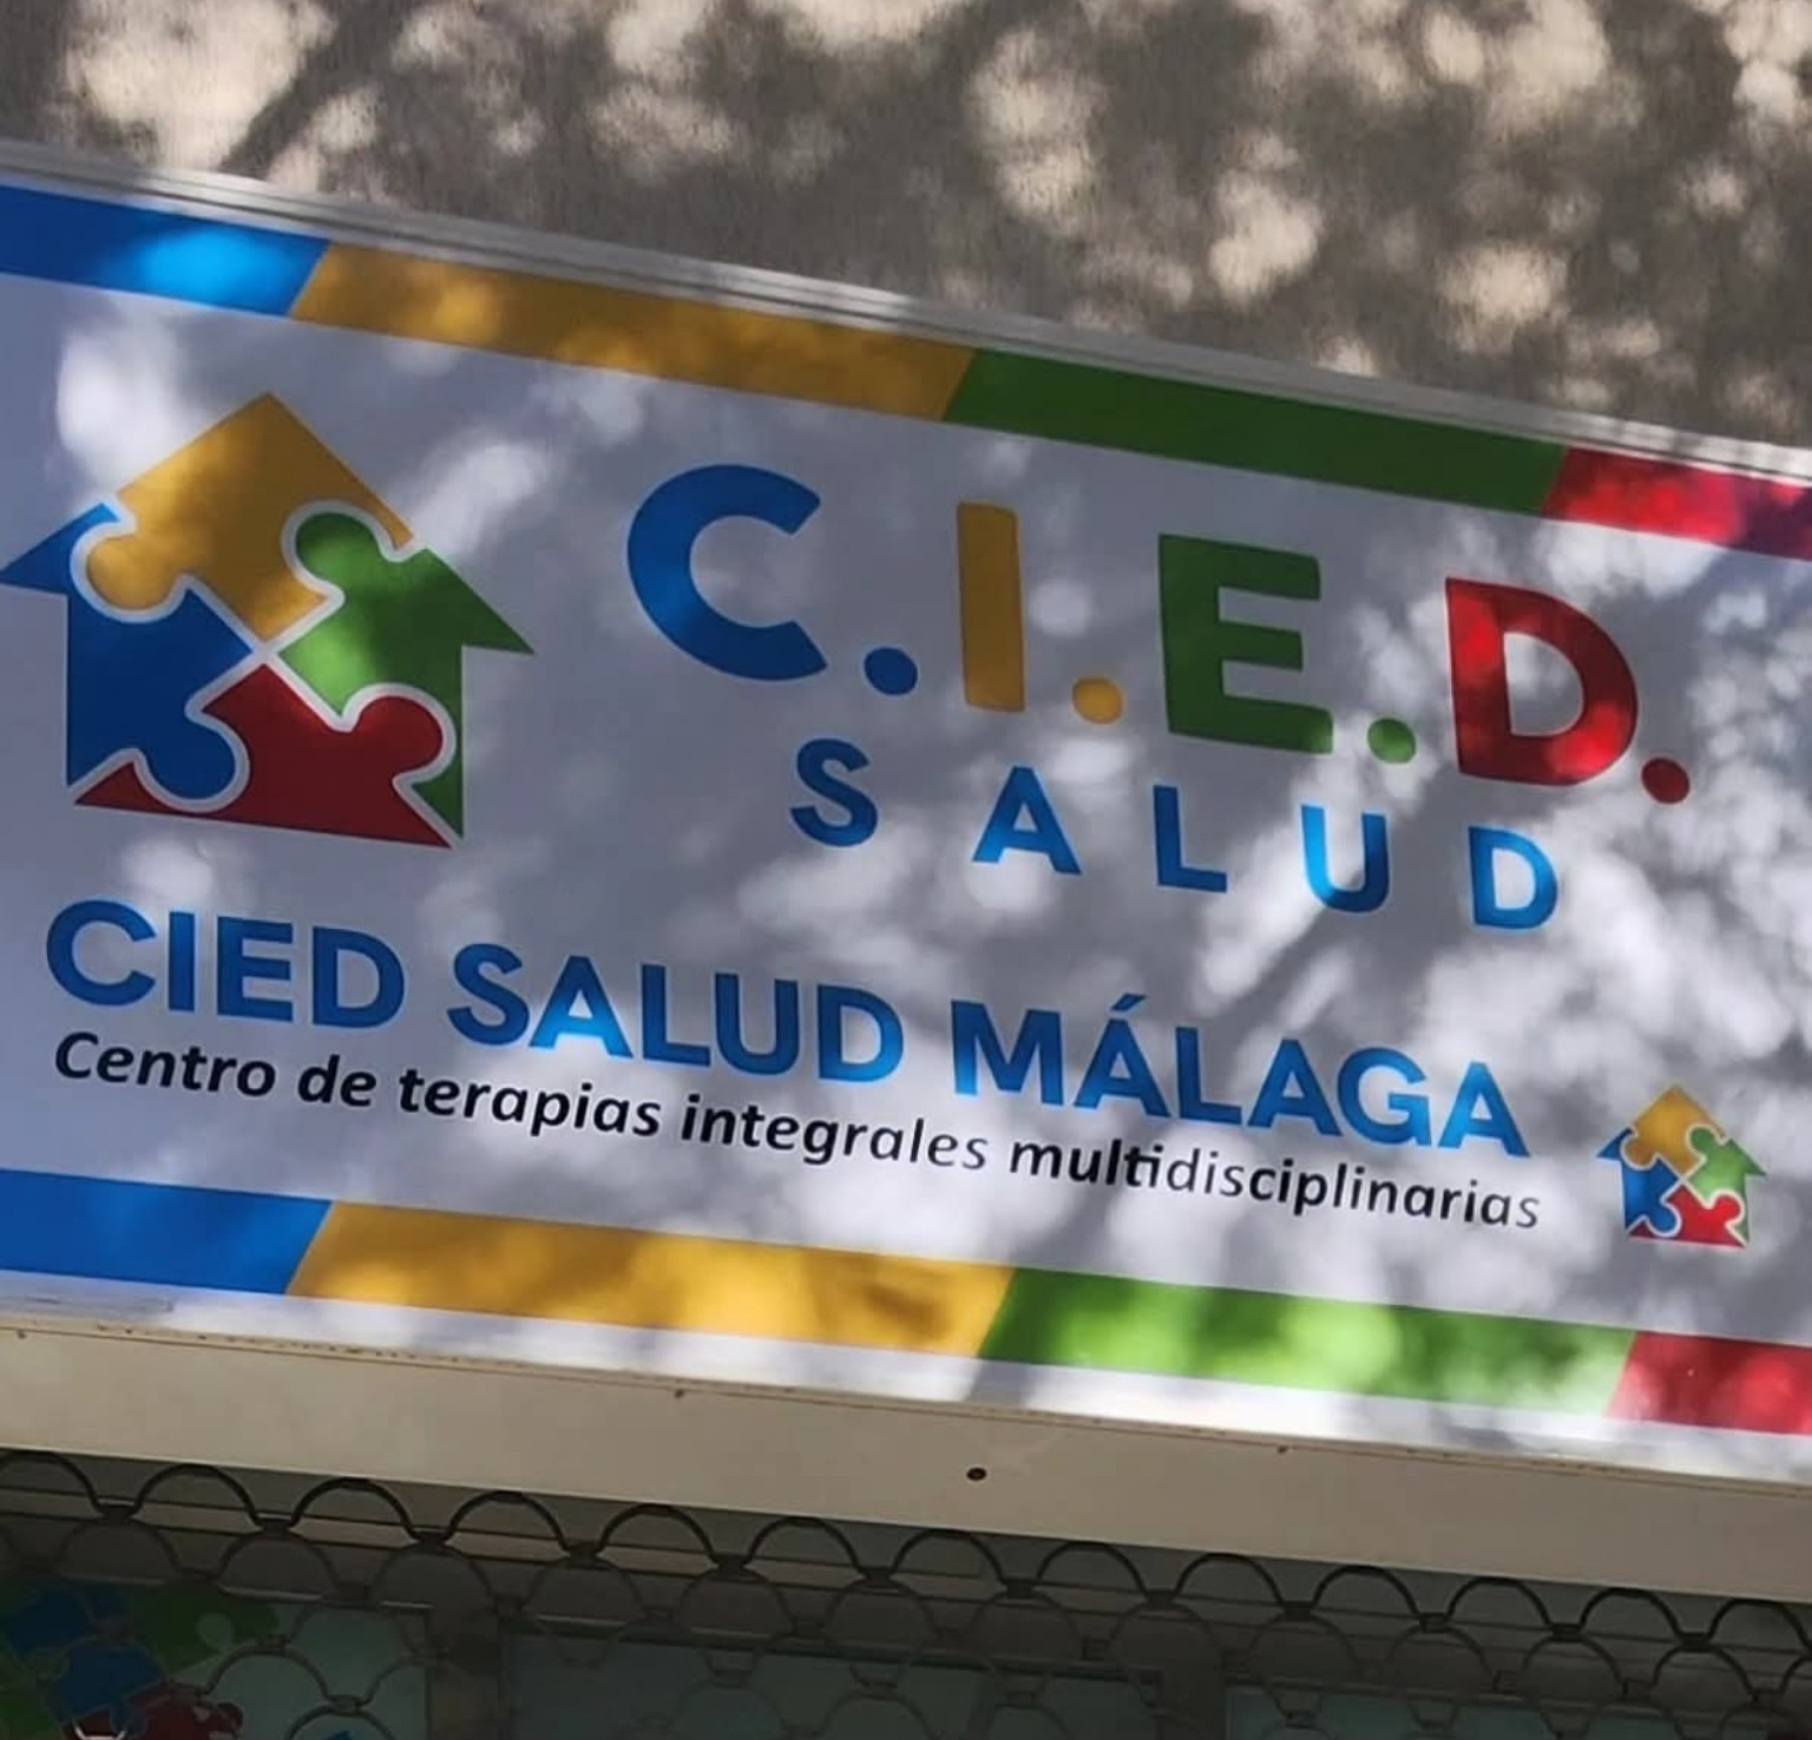 C.I.E.D.
SALUD
CIED SALUD MÁLAGA
Centro de terapias integrales multidisciplinarias